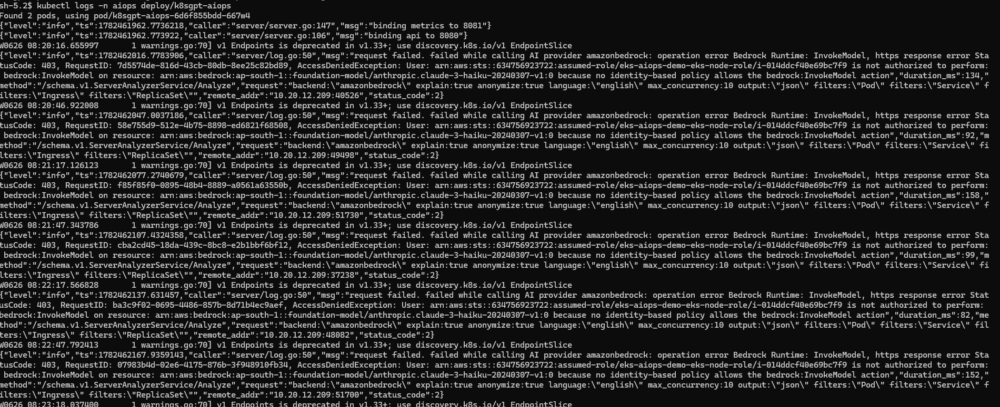 sh-5.2$ kubectl logs -n aiops deploy/k8sgpt-aiops
Found 2 pods, using pod/k8sgpt-aiops-6d6f855bdd-667w4
{"level":"info","ts":1782461962.7736218,"caller":"server/server.go:147","msg":"binding metrics to 8081"}
{"level":"info","ts":1782461962.773922,"caller":"server/server.go:106","msg":"binding api to 8080"}
W0626 08:20:16.655997       1 warnings.go:70] v1 Endpoints is deprecated in v1.33+; use discovery.k8s.io/v1 EndpointSlice
{"level":"info","ts":1782462016.7783906,"caller":"server/log.go:50","msg":"request failed. failed while calling AI provider amazonbedrock: operation error Bedrock Runtime: InvokeModel, https response error Sta
tusCode: 403, RequestID: 7d5574de-816d-43cb-80db-8ee25c82bd89, AccessDeniedException: User: arn:aws:sts::634756923722:assumed-role/eks-aiops-demo-eks-node-role/i-014ddcf40e69bc7f9 is not authorized to perform:
 bedrock:InvokeModel on resource: arn:aws:bedrock:ap-south-1::foundation-model/anthropic.claude-3-haiku-20240307-v1:0 because no identity-based policy allows the bedrock:InvokeModel action","duration_ms":134,"
method":"/schema.v1.ServerAnalyzerService/Analyze","request":"backend:\"amazonbedrock\" explain:true anonymize:true language:\"english\" max_concurrency:10 output:\"json\" filters:\"Pod\" filters:\"Service\" f
ilters:\"Ingress\" filters:\"ReplicaSet\"","remote_addr":"10.20.12.209:40526","status_code":2}
W0626 08:20:46.922008       1 warnings.go:70] v1 Endpoints is deprecated in v1.33+; use discovery.k8s.io/v1 EndpointSlice
{"level":"info","ts":1782462047.0037186,"caller":"server/log.go:50","msg":"request failed. failed while calling AI provider amazonbedrock: operation error Bedrock Runtime: InvokeModel, https response error Sta
tusCode: 403, RequestID: 58e755d9-512e-4b75-8898-ed6821f68508, AccessDeniedException: User: arn:aws:sts::634756923722:assumed-role/eks-aiops-demo-eks-node-role/i-014ddcf40e69bc7f9 is not authorized to perform:
 bedrock:InvokeModel on resource: arn:aws:bedrock:ap-south-1::foundation-model/anthropic.claude-3-haiku-20240307-v1:0 because no identity-based policy allows the bedrock:InvokeModel action","duration_ms":92,"m
ethod":"/schema.v1.ServerAnalyzerService/Analyze","request":"backend:\"amazonbedrock\" explain:true anonymize:true language:\"english\" max_concurrency:10 output:\"json\" filters:\"Pod\" filters:\"Service\" fi
lters:\"Ingress\" filters:\"ReplicaSet\"","remote_addr":"10.20.12.209:49498","status_code":2}
W0626 08:21:17.126123       1 warnings.go:70] v1 Endpoints is deprecated in v1.33+; use discovery.k8s.io/v1 EndpointSlice
{"level":"info","ts":1782462077.2740679,"caller":"server/log.go:50","msg":"request failed. failed while calling AI provider amazonbedrock: operation error Bedrock Runtime: InvokeModel, https response error Sta
tusCode: 403, RequestID: f85f85f0-0895-48b4-8889-a0561a63550b, AccessDeniedException: User: arn:aws:sts::634756923722:assumed-role/eks-aiops-demo-eks-node-role/i-014ddcf40e69bc7f9 is not authorized to perform:
 bedrock:InvokeModel on resource: arn:aws:bedrock:ap-south-1::foundation-model/anthropic.claude-3-haiku-20240307-v1:0 because no identity-based policy allows the bedrock:InvokeModel action","duration_ms":158,"
method":"/schema.v1.ServerAnalyzerService/Analyze","request":"backend:\"amazonbedrock\" explain:true anonymize:true language:\"english\" max_concurrency:10 output:\"json\" filters:\"Pod\" filters:\"Service\" f
ilters:\"Ingress\" filters:\"ReplicaSet\"","remote_addr":"10.20.12.209:51730","status_code":2}
W0626 08:21:47.343786       1 warnings.go:70] v1 Endpoints is deprecated in v1.33+; use discovery.k8s.io/v1 EndpointSlice
{"level":"info","ts":1782462107.4324358,"caller":"server/log.go:50","msg":"request failed. failed while calling AI provider amazonbedrock: operation error Bedrock Runtime: InvokeModel, https response error Sta
tusCode: 403, RequestID: cba2cd45-18da-439c-8bc8-e2b1bbf6bf12, AccessDeniedException: User: arn:aws:sts::634756923722:assumed-role/eks-aiops-demo-eks-node-role/i-014ddcf40e69bc7f9 is not authorized to perform:
 bedrock:InvokeModel on resource: arn:aws:bedrock:ap-south-1::foundation-model/anthropic.claude-3-haiku-20240307-v1:0 because no identity-based policy allows the bedrock:InvokeModel action","duration_ms":99,"m
ethod":"/schema.v1.ServerAnalyzerService/Analyze","request":"backend:\"amazonbedrock\" explain:true anonymize:true language:\"english\" max_concurrency:10 output:\"json\" filters:\"Pod\" filters:\"Service\" fi
lters:\"Ingress\" filters:\"ReplicaSet\"","remote_addr":"10.20.12.209:37238","status_code":2}
W0626 08:22:17.566828       1 warnings.go:70] v1 Endpoints is deprecated in v1.33+; use discovery.k8s.io/v1 EndpointSlice
{"level":"info","ts":1782462137.631457,"caller":"server/log.go:50","msg":"request failed. failed while calling AI provider amazonbedrock: operation error Bedrock Runtime: InvokeModel, https response error Stat
usCode: 403, RequestID: ba3c9f02-0695-4486-857b-8d71b4ec9aef, AccessDeniedException: User: arn:aws:sts::634756923722:assumed-role/eks-aiops-demo-eks-node-role/i-014ddcf40e69bc7f9 is not authorized to perform: 
bedrock:InvokeModel on resource: arn:aws:bedrock:ap-south-1::foundation-model/anthropic.claude-3-haiku-20240307-v1:0 because no identity-based policy allows the bedrock:InvokeModel action","duration_ms":82,"me
thod":"/schema.v1.ServerAnalyzerService/Analyze","request":"backend:\"amazonbedrock\" explain:true anonymize:true language:\"english\" max_concurrency:10 output:\"json\" filters:\"Pod\" filters:\"Service\" fil
ters:\"Ingress\" filters:\"ReplicaSet\"","remote_addr":"10.20.12.209:48082","status_code":2}
W0626 08:22:47.792413       1 warnings.go:70] v1 Endpoints is deprecated in v1.33+; use discovery.k8s.io/v1 EndpointSlice
{"level":"info","ts":1782462167.9359143,"caller":"server/log.go:50","msg":"request failed. failed while calling AI provider amazonbedrock: operation error Bedrock Runtime: InvokeModel, https response error Sta
tusCode: 403, RequestID: 07983b4d-02e6-4175-876b-3f948910fb34, AccessDeniedException: User: arn:aws:sts::634756923722:assumed-role/eks-aiops-demo-eks-node-role/i-014ddcf40e69bc7f9 is not authorized to perform:
 bedrock:InvokeModel on resource: arn:aws:bedrock:ap-south-1::foundation-model/anthropic.claude-3-haiku-20240307-v1:0 because no identity-based policy allows the bedrock:InvokeModel action","duration_ms":152,"
method":"/schema.v1.ServerAnalyzerService/Analyze","request":"backend:\"amazonbedrock\" explain:true anonymize:true language:\"english\" max_concurrency:10 output:\"json\" filters:\"Pod\" filters:\"Service\" f
ilters:\"Ingress\" filters:\"ReplicaSet\"","remote_addr":"10.20.12.209:51700","status_code":2}
W0626 08:23:18.037400       1 warnings.go:70] v1 Endpoints is deprecated in v1.33+; use discovery.k8s.io/v1 EndpointSlice